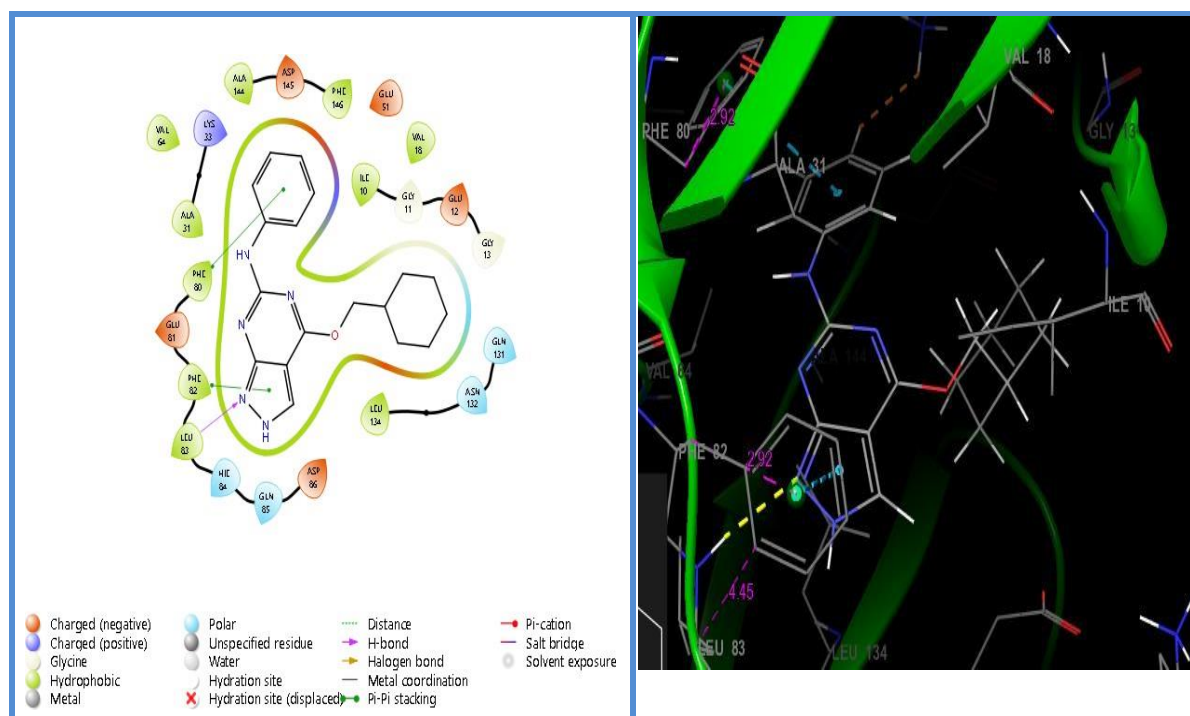 ALA 144
ASP 145
PHE 146
GLU 51
VAL 64
LYS 33
VAL 18
ALA 31
ILE 10
GLY 11
GLU 12
GLY 13
PHE 80
HN
N
N
O
GLU 81
PHE 82
N
N
H
LEU 83
HIE 84
GLN 85
ASP 86
LEU 134
ASN 132
GLN 131
Charged (negative)
Charged (positive)
Glycine
Hydrophobic
Metal
Polar
Unspecified residue
Water
Hydration site
Hydration site (displaced)
Distance
H-bond
Halogen bond
Metal coordination
Pi-Pi stacking
Pi-cation
Salt bridge
Solvent exposure
VAL 18
PHE 80
2.92
GLY 13
ALA 31
ILE 10
ALA 144
VAL 64
PHE 82
2.92
4.45
LEU 83
LEU 134